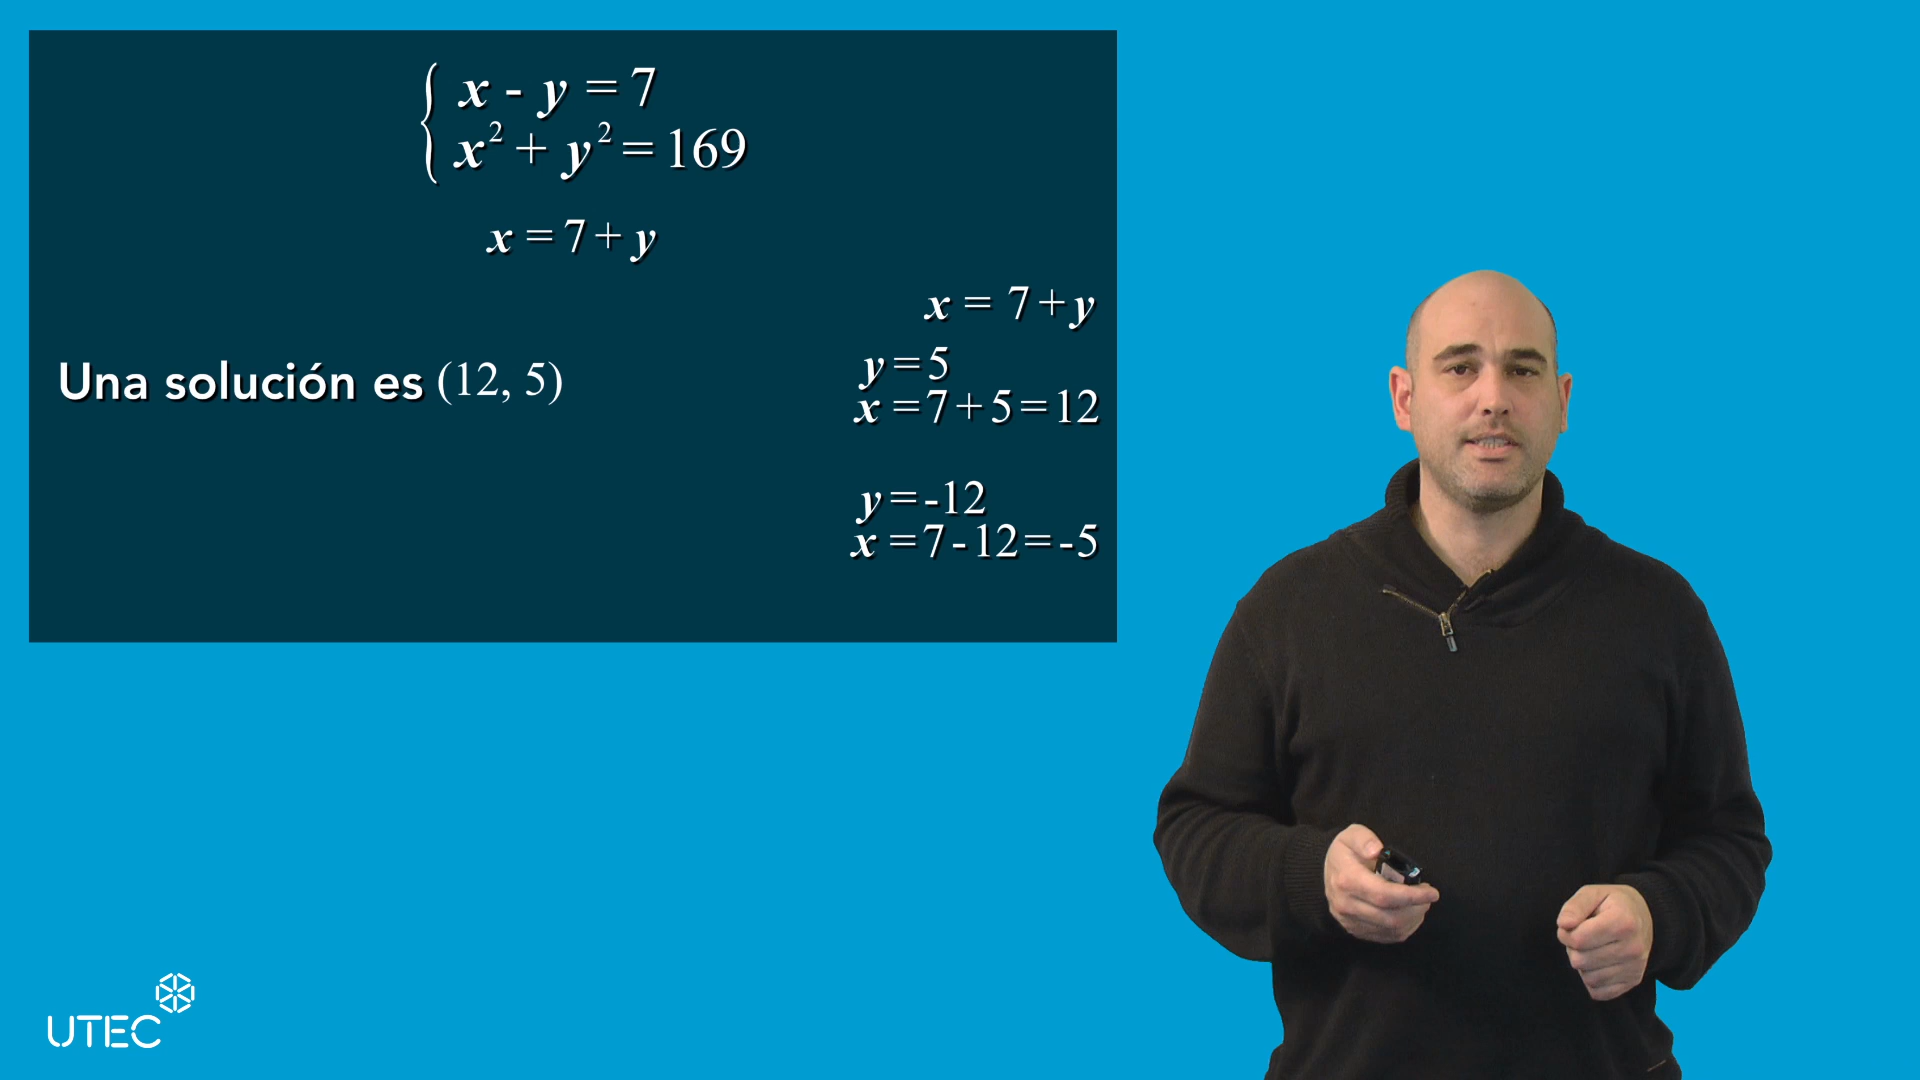 x - y = 7
x² + y² = 169
x = 7 + y
x = 7 + y
Una solución es (12, 5)
y = 5
x = 7 + 5 = 12
y = -12
x = 7 - 12 = -5
UTEC